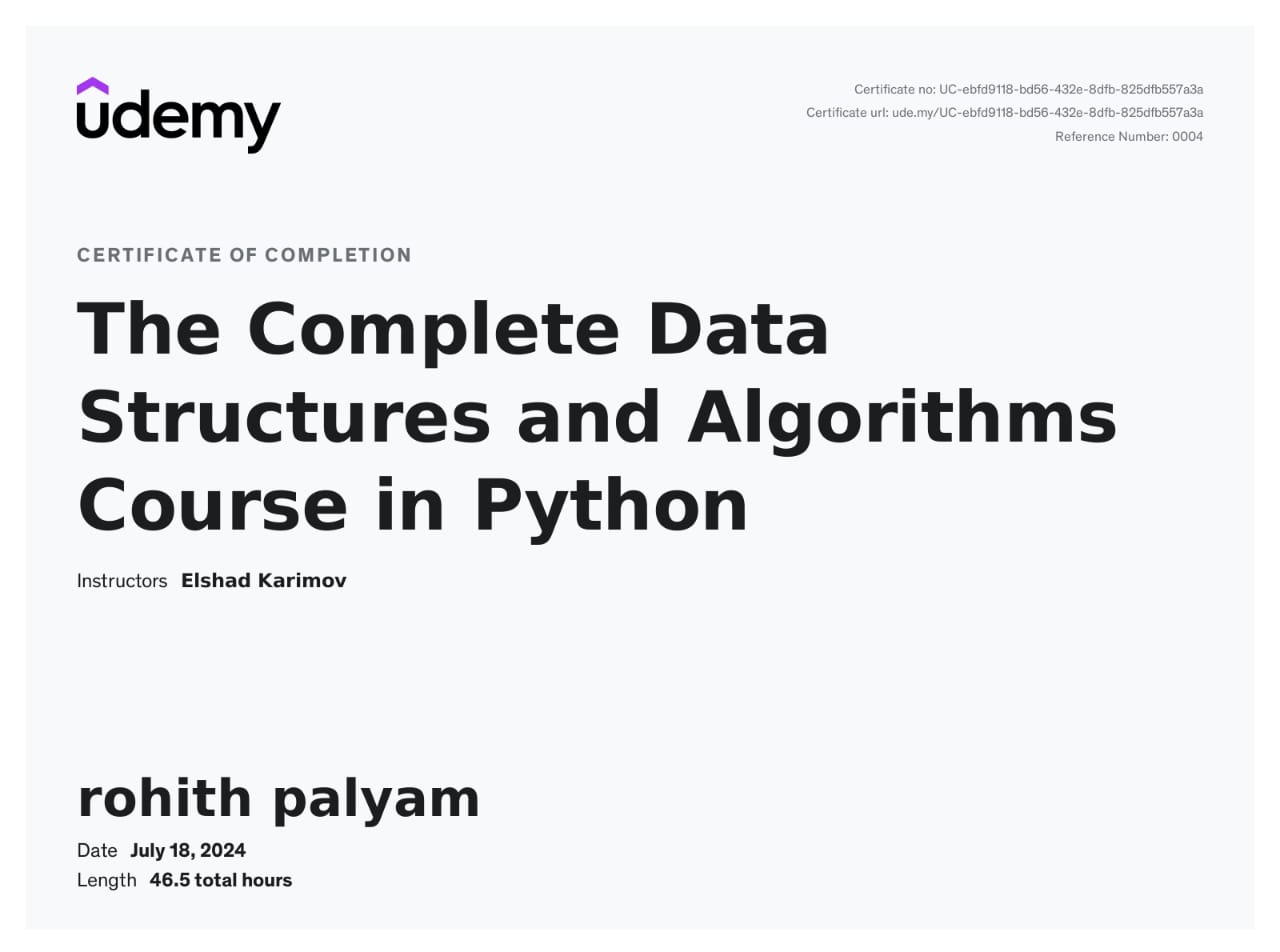 udemy
Certificate no: UC-ebfd9118-bd56-432e-8dfb-825dfb557a3a
Certificate url: ude.my/UC-ebfd9118-bd56-432e-8dfb-825dfb557a3a
Reference Number: 0004
CERTIFICATE OF COMPLETION
The Complete Data
Structures and Algorithms
Course in Python
Instructors Elshad Karimov
rohith palyam
Date July 18, 2024
Length 46.5 total hours